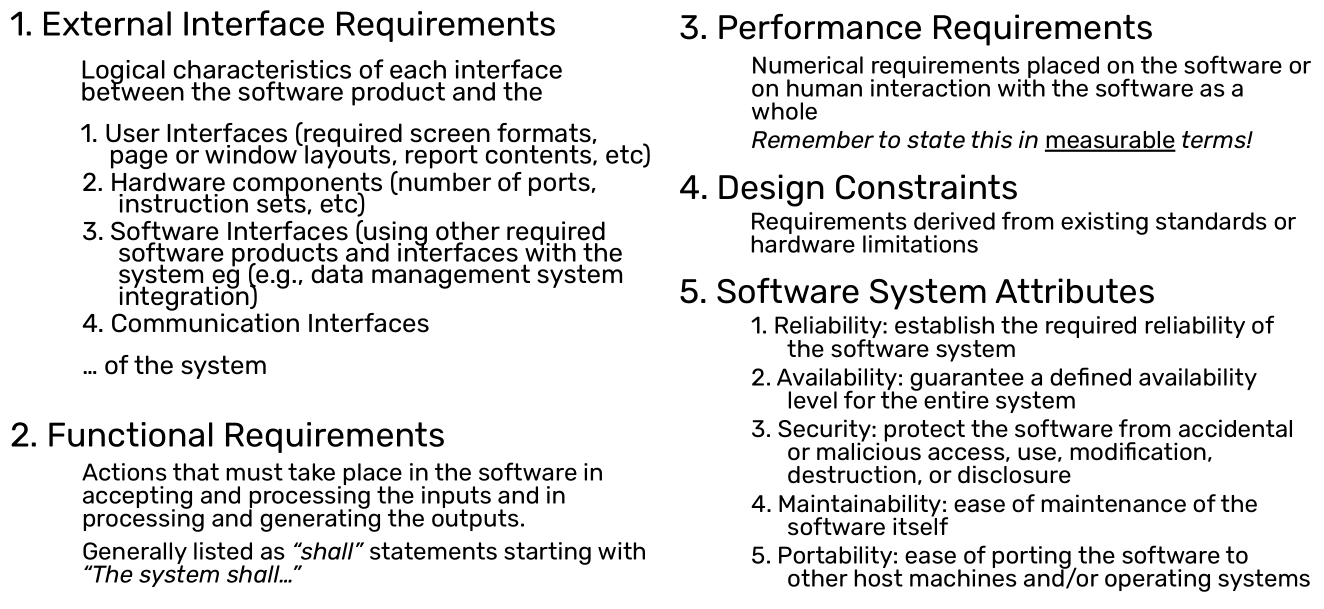 1. External Interface Requirements
Logical characteristics of each interface
between the software product and the
1. User Interfaces (required screen formats,
page or window layouts, report contents, etc)
2. Hardware components (number of ports,
instruction sets, etc)
3. Software Interfaces (using other required
software products and interfaces with the
system eg (e.g., data management system
integration)
4. Communication Interfaces
… of the system
2. Functional Requirements
Actions that must take place in the software in
accepting and processing the inputs and in
processing and generating the outputs.
Generally listed as “shall” statements starting with
“The system shall…”
3. Performance Requirements
Numerical requirements placed on the software or
on human interaction with the software as a
whole
Remember to state this in measurable terms!
4. Design Constraints
Requirements derived from existing standards or
hardware limitations
5. Software System Attributes
1. Reliability: establish the required reliability of
the software system
2. Availability: guarantee a defined availability
level for the entire system
3. Security: protect the software from accidental
or malicious access, use, modification,
destruction, or disclosure
4. Maintainability: ease of maintenance of the
software itself
5. Portability: ease of porting the software to
other host machines and/or operating systems